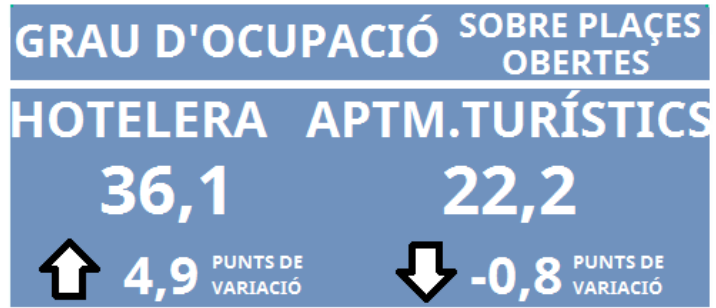 GRAU D'OCUPACIÓ
SOBRE PLAÇES
OBERTES
HOTELERA
APTM.TURÍSTICS
36,1
22,2
4,9
PUNTS DE
VARIACIÓ
-0,8
PUNTS DE
VARIACIÓ